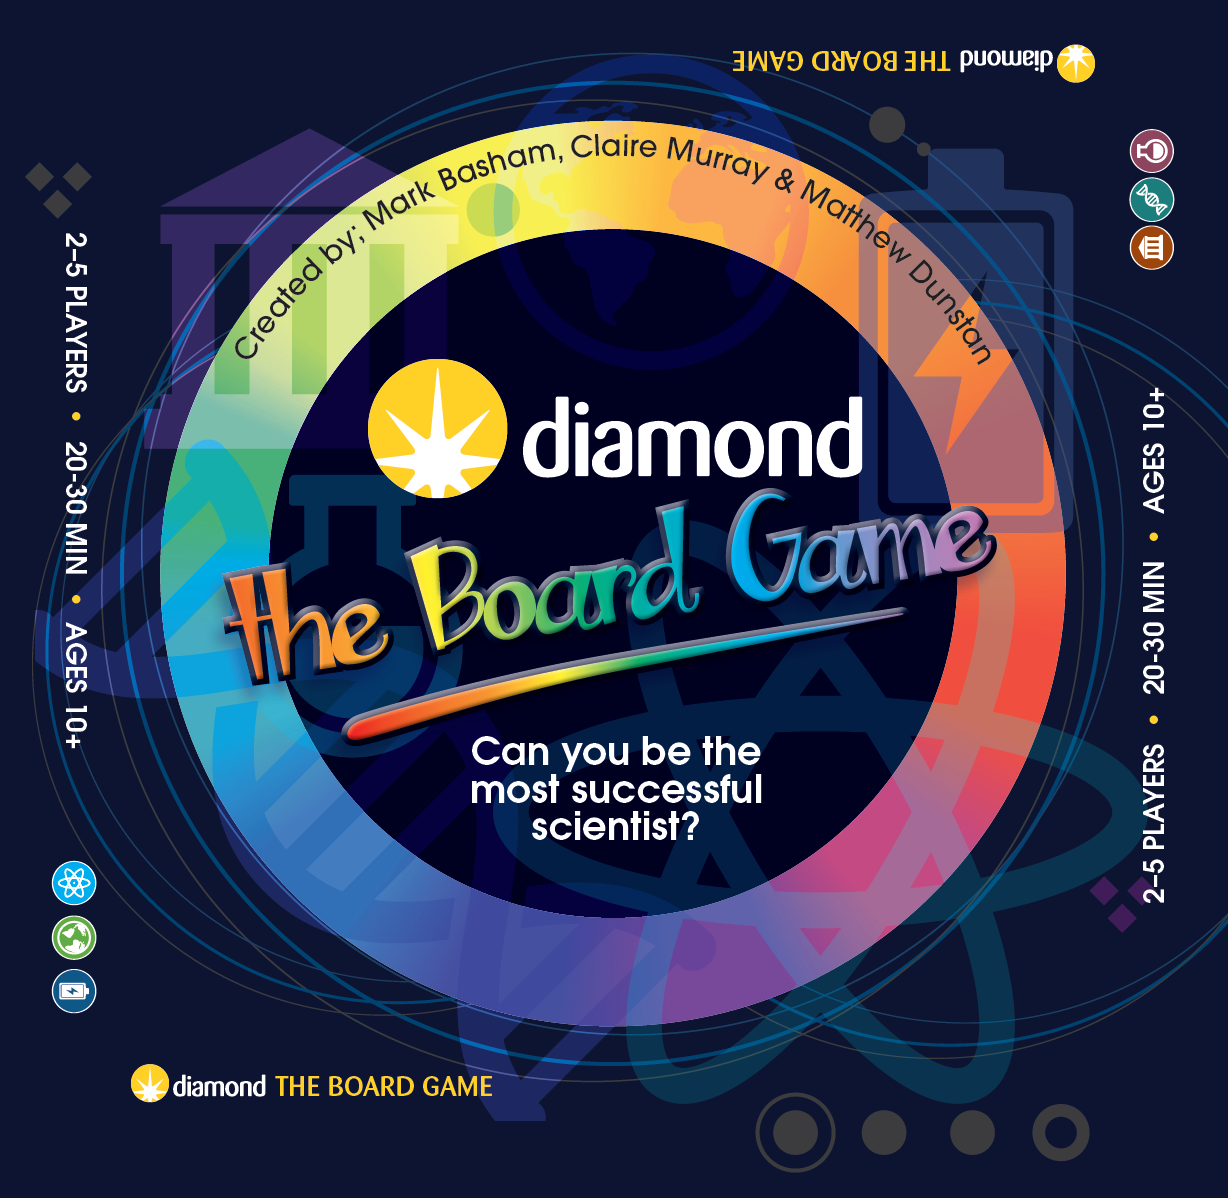 diamond THE BOARD GAME
Created by; Mark Basham, Claire Murray & Matthew Dunstan
2–5 PLAYERS • 20-30 MIN • AGES 10+
diamond
the Board Game
Can you be the
most successful
scientist?
2–5 PLAYERS • 20-30 MIN • AGES 10+
diamond THE BOARD GAME